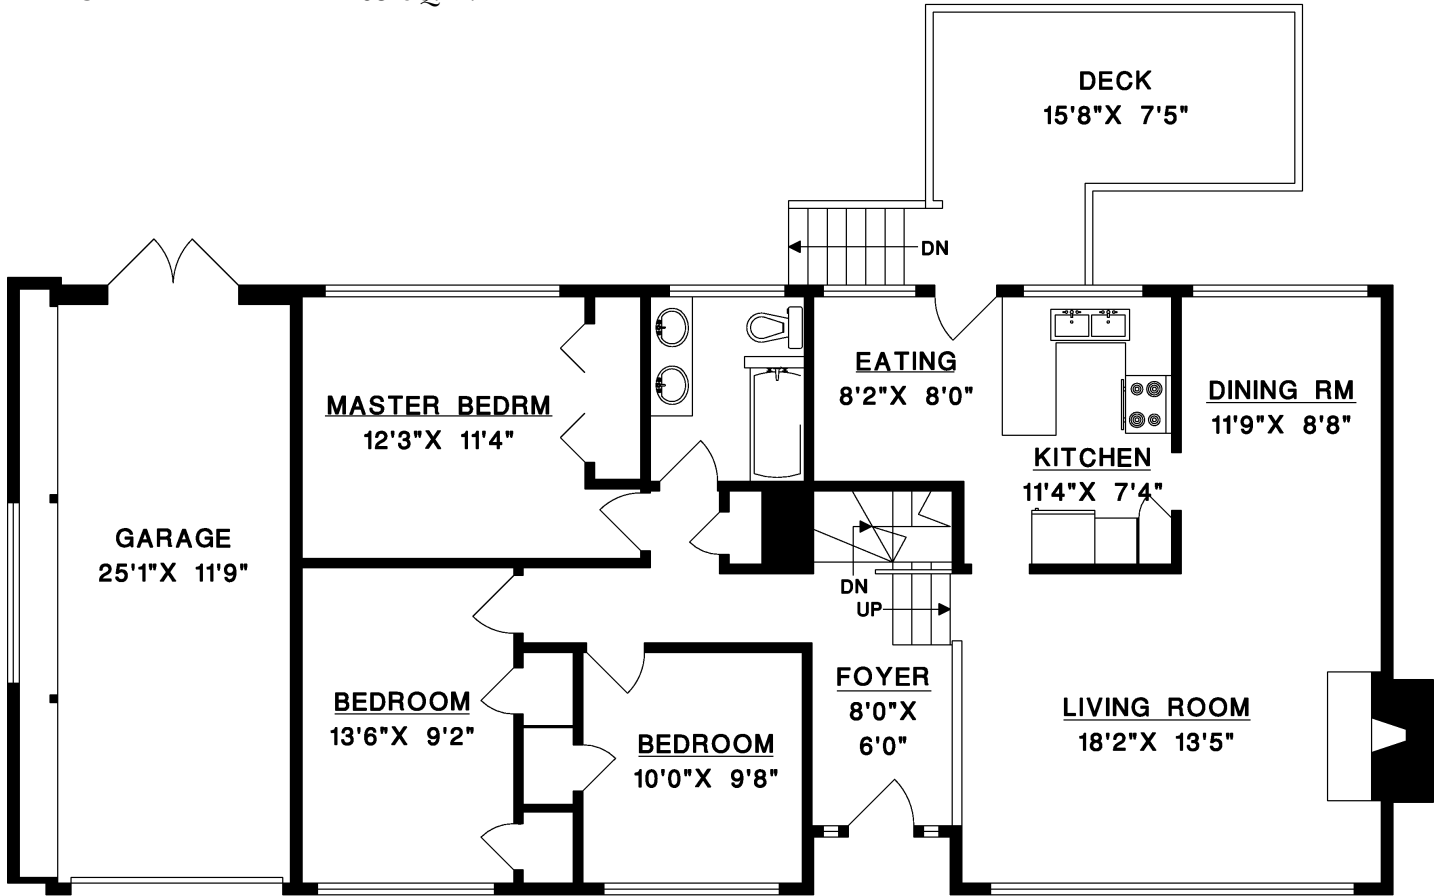 DECK
15'8"X 7'5"
DN
EATING
8'2"X 8'0"
MASTER BEDRM
12'3"X 11'4"
DINING RM
11'9"X 8'8"
KITCHEN
11'4"X 7'4"
GARAGE
25'1"X 11'9"
DN
UP
FOYER
8'0"X
6'0"
BEDROOM
13'6"X 9'2"
LIVING ROOM
18'2"X 13'5"
BEDROOM
10'0"X 9'8"